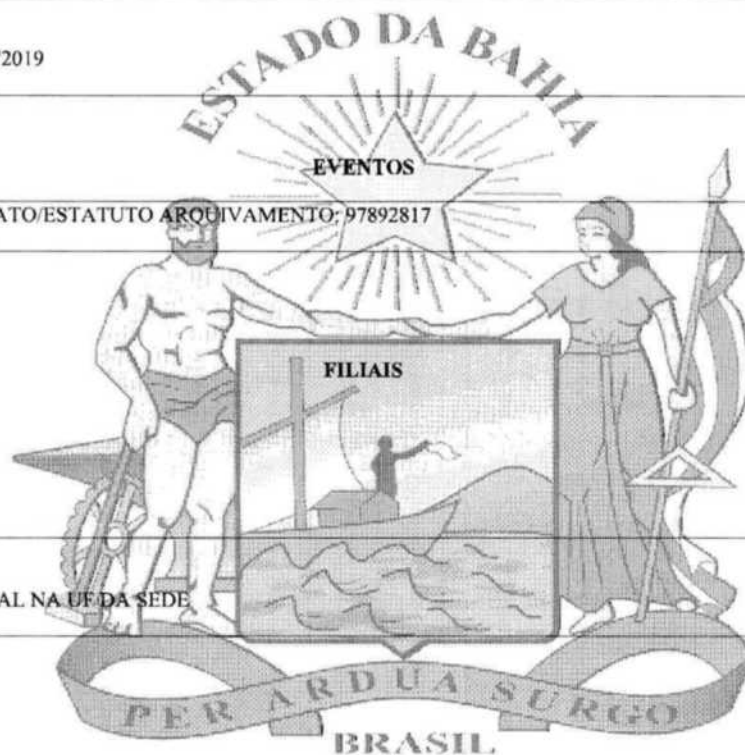 ESTADO DA BAHIA
/2019
EVENTOS
ATO/ESTATUTO ARQUIVAMENTO: 97892817
FILIAIS
AL NA UF DA SEDE
PER ARDUA SURGO
BRASIL